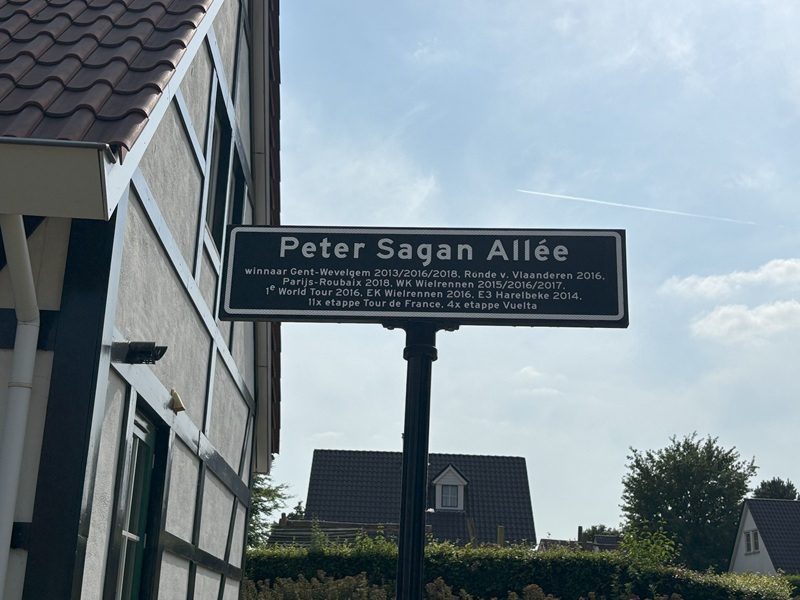 Peter Sagan Allée
winnaar Gent-Wevelgem 2013/2016/2018. Ronde v. Vlaanderen 2016.
Parijs-Roubaix 2018. WK Wielrennen 2015/2016/2017.
1e World Tour 2016. EK Wielrennen 2016. E3 Harelbeke 2014.
11x etappe Tour de France. 4x etappe Vuelta